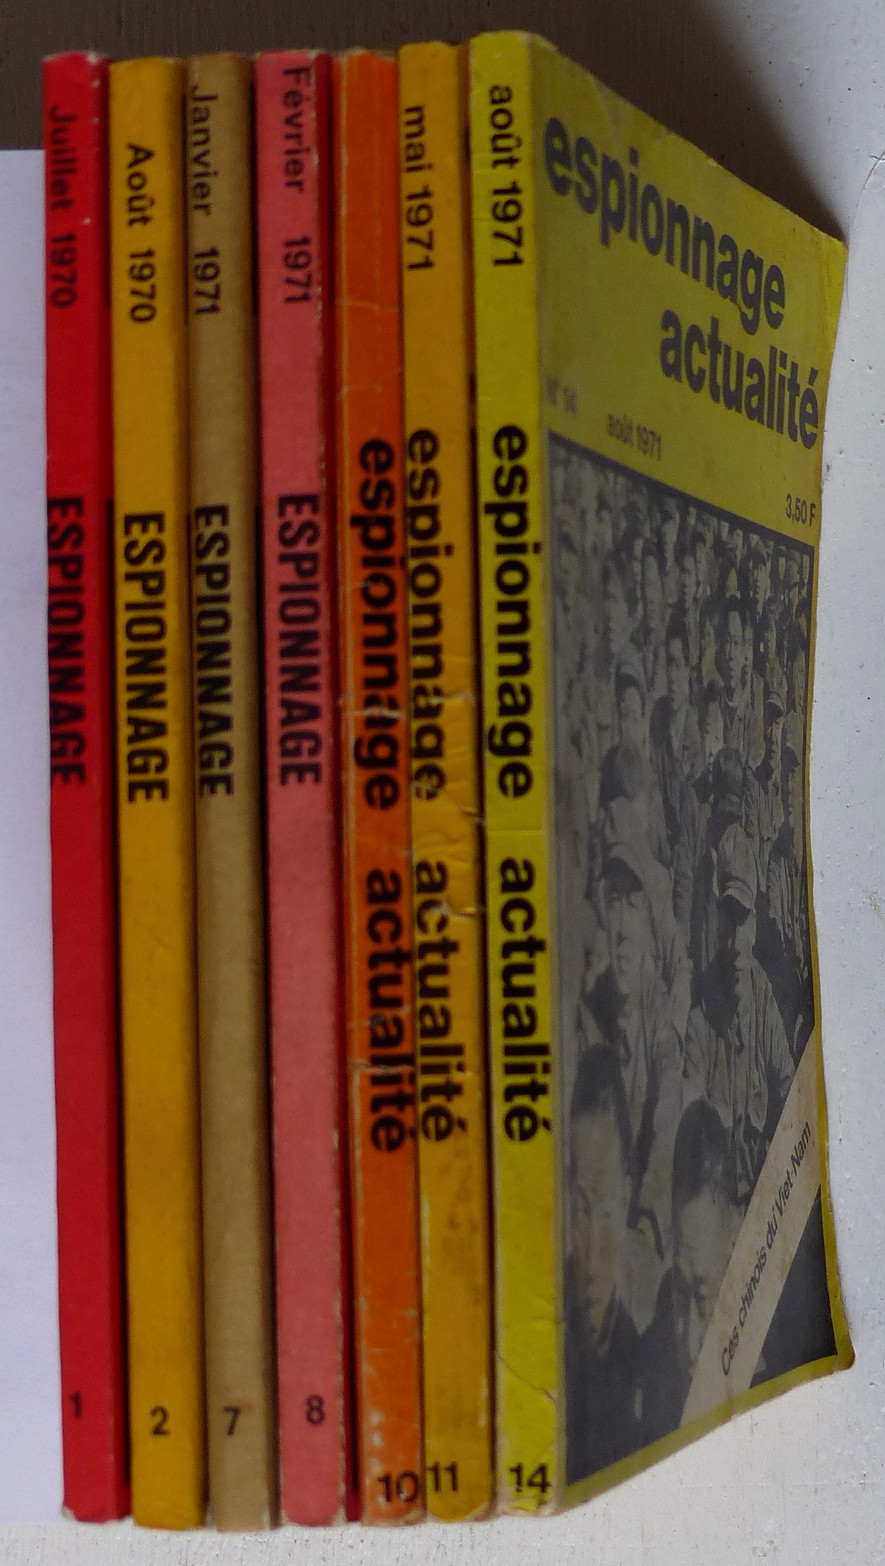 Juillet 1970
ESPIONNAGE
1
Août 1970
ESPIONNAGE
2
Janvier 1971
ESPIONNAGE
7
Février 1971
ESPIONNAGE
8
espionnage actualité
10
mai 1971
espionnage actualité
11
août 1971
espionnage actualité
14
espionnage
actualité
N° 14
août 1971
3,50 F
Ces chinois du Viet-Nam